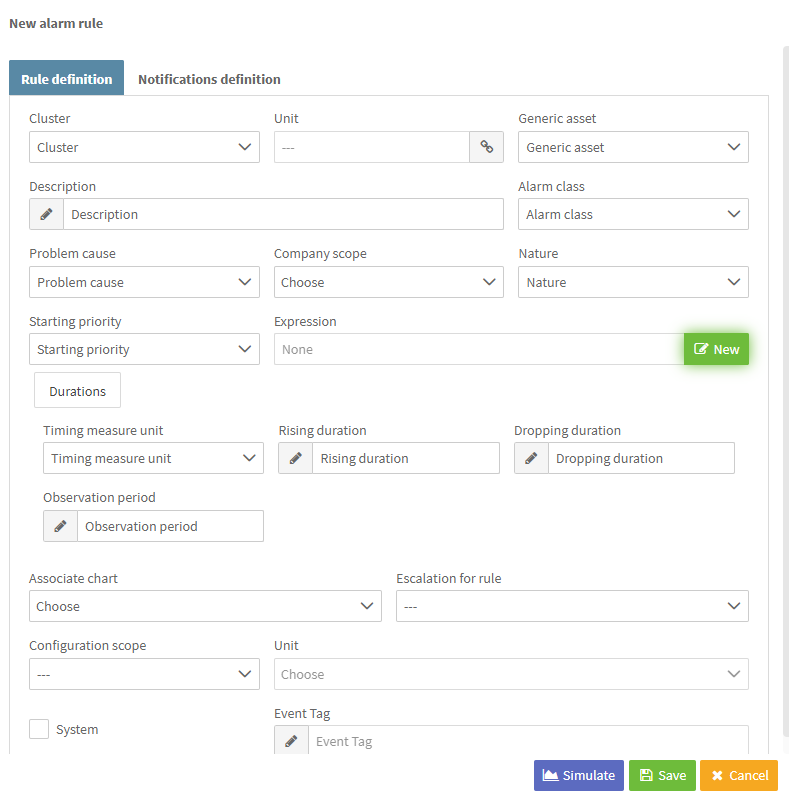 New alarm rule
Rule definition Notifications definition
Cluster Unit Generic asset
Cluster --- Generic asset
Description Alarm class
Description Alarm class
Problem cause Company scope Nature
Problem cause Choose Nature
Starting priority Expression
Starting priority None New
Durations
Timing measure unit Rising duration Dropping duration
Timing measure unit Rising duration Dropping duration
Observation period
Observation period
Associate chart Escalation for rule
Choose ---
Configuration scope Unit
--- Choose
Event Tag
System
Event Tag
Simulate Save Cancel